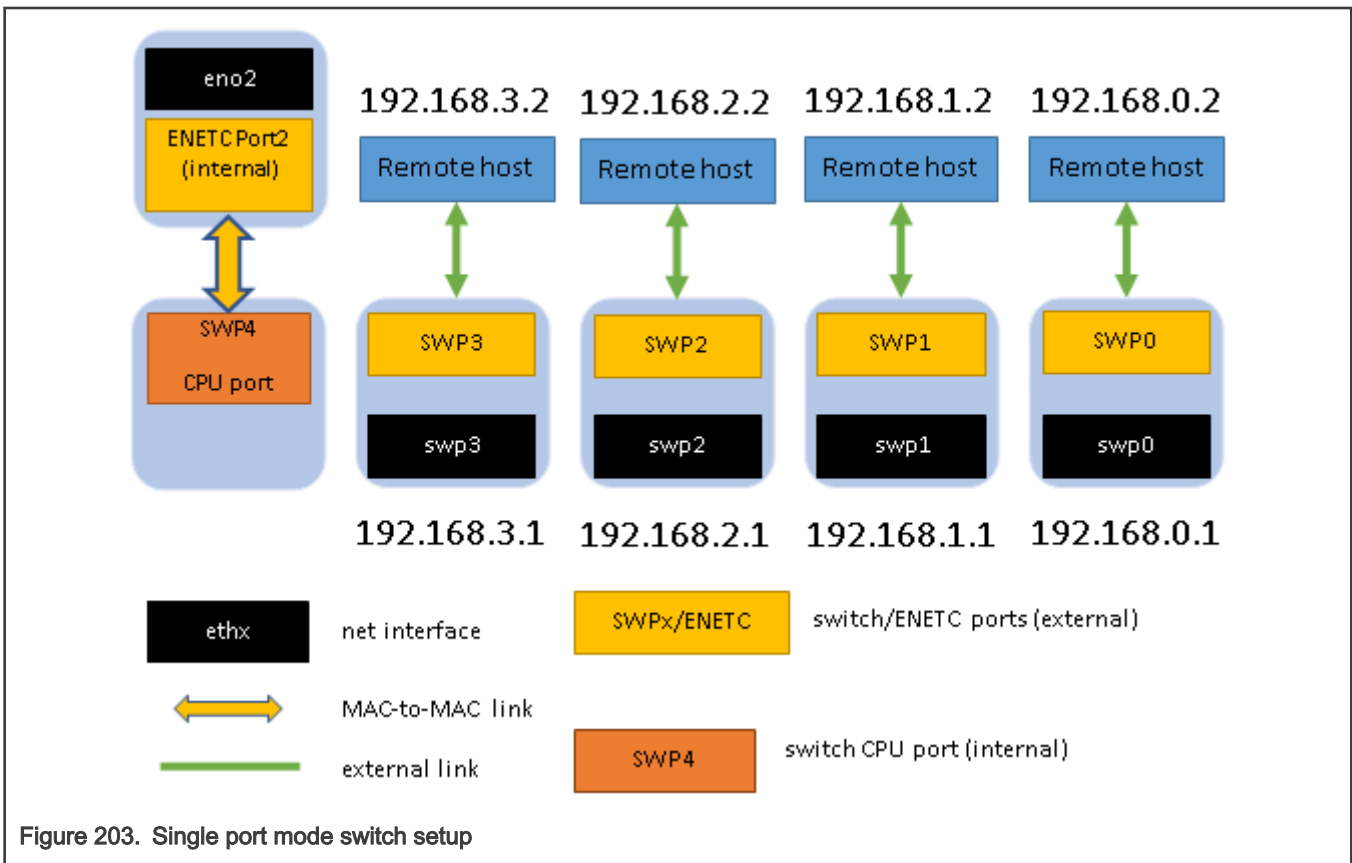 eno2
ENETC Port2
(internal)
192.168.3.2 192.168.2.2 192.168.1.2 192.168.0.2
Remote host Remote host Remote host Remote host
SWP4
CPU port
SWP3 SWP2 SWP1 SWP0
swp3 swp2 swp1 swp0
192.168.3.1 192.168.2.1 192.168.1.1 192.168.0.1
ethx net interface
SWPx/ENETC switch/ENETC ports (external)
MAC-to-MAC link
SWP4 switch CPU port (internal)
external link
Figure 203. Single port mode switch setup